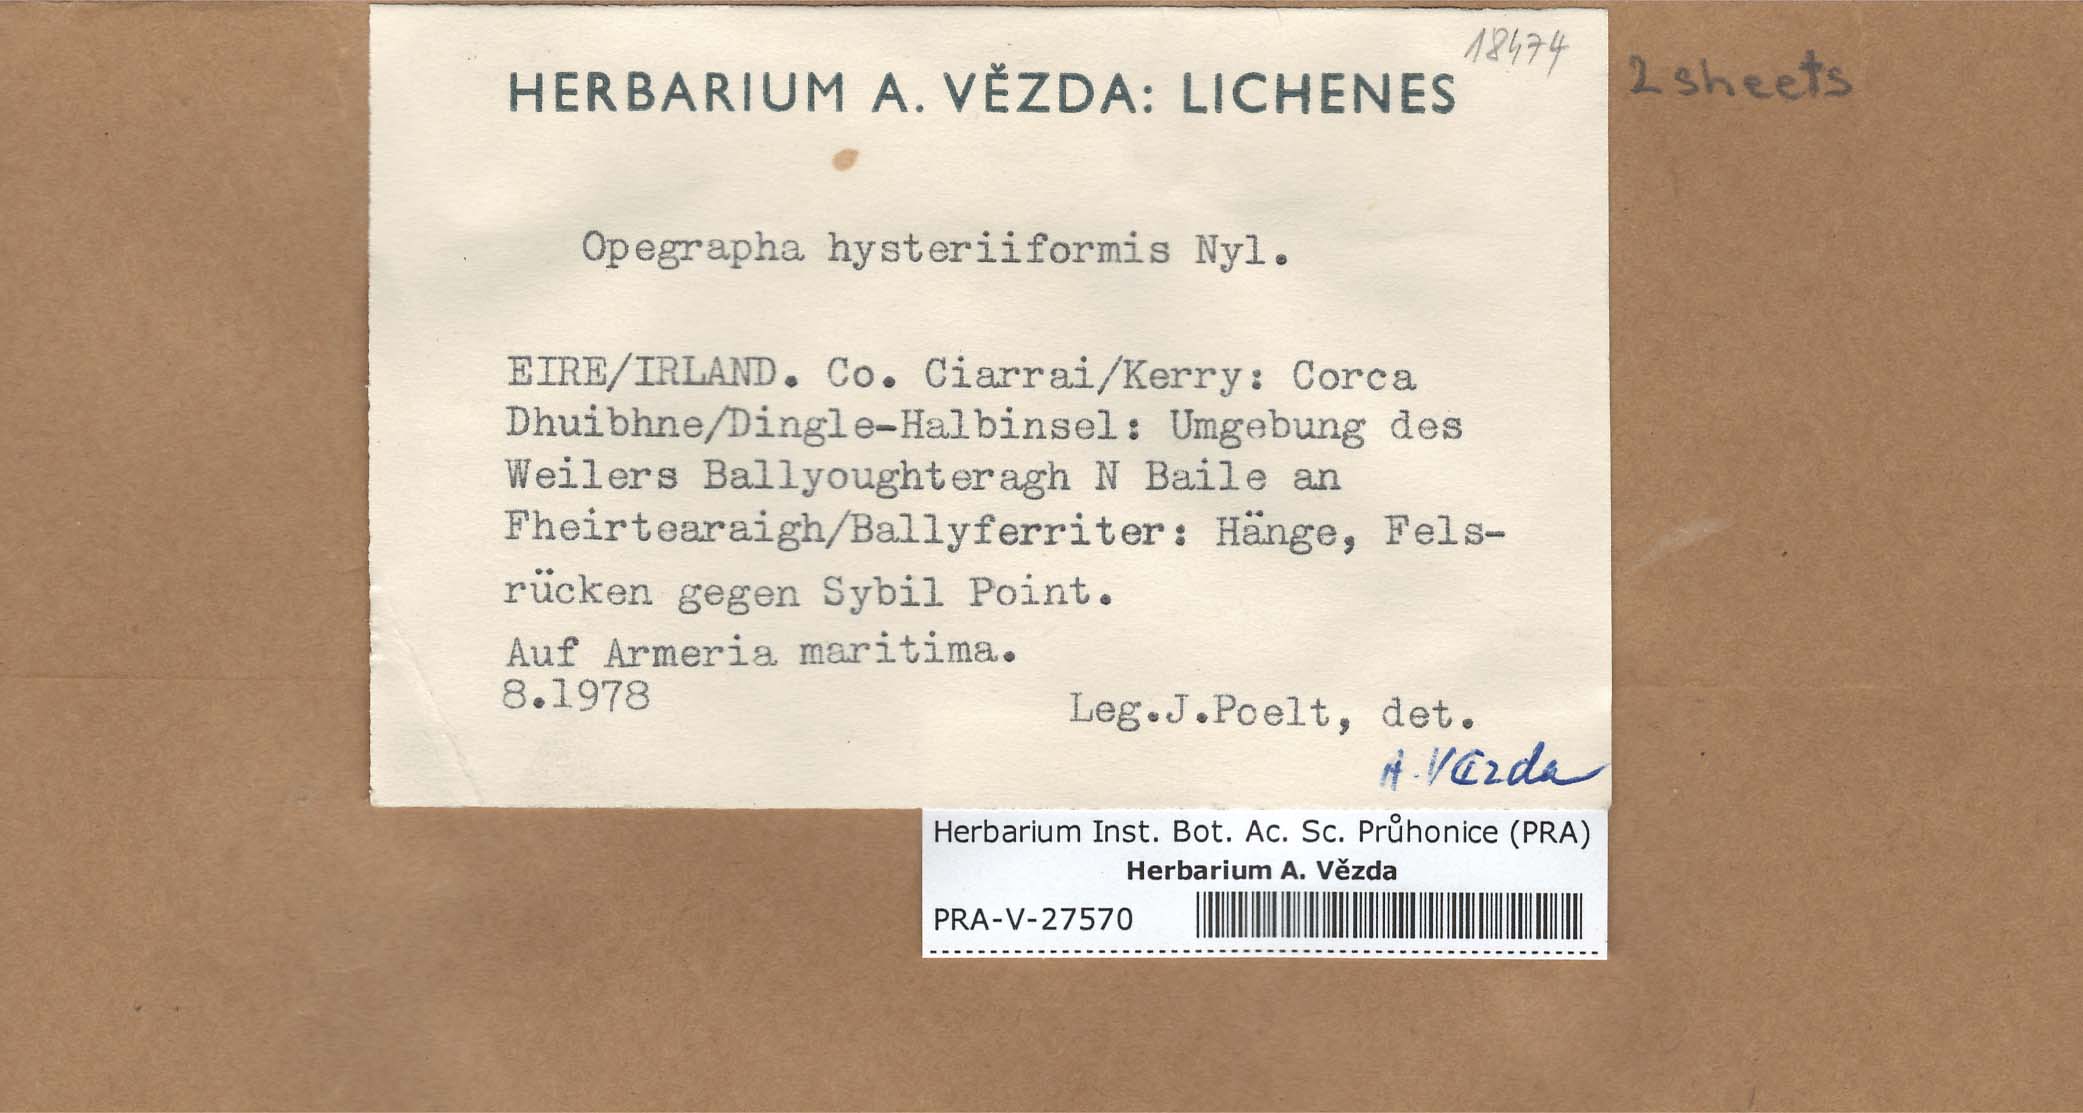 18474
HERBARIUM A. VĚZDA: LICHENES
2 sheets
Opegrapha hysteriiformis Nyl.
EIRE/IRLAND. Co. Ciarrai/Kerry: Corca
Dhuibhne/Dingle-Halbinsel: Umgebung des
Weilers Ballyoughteragh N Baile an
Fheirtearaigh/Ballyferriter: Hänge, Fels-
rücken gegen Sybil Point.
Auf Armeria maritima.
8.1978
Leg.J.Poelt, det.
A. Vězda
Herbarium Inst. Bot. Ac. Sc. Průhonice (PRA)
Herbarium A. Vězda
PRA-V-27570